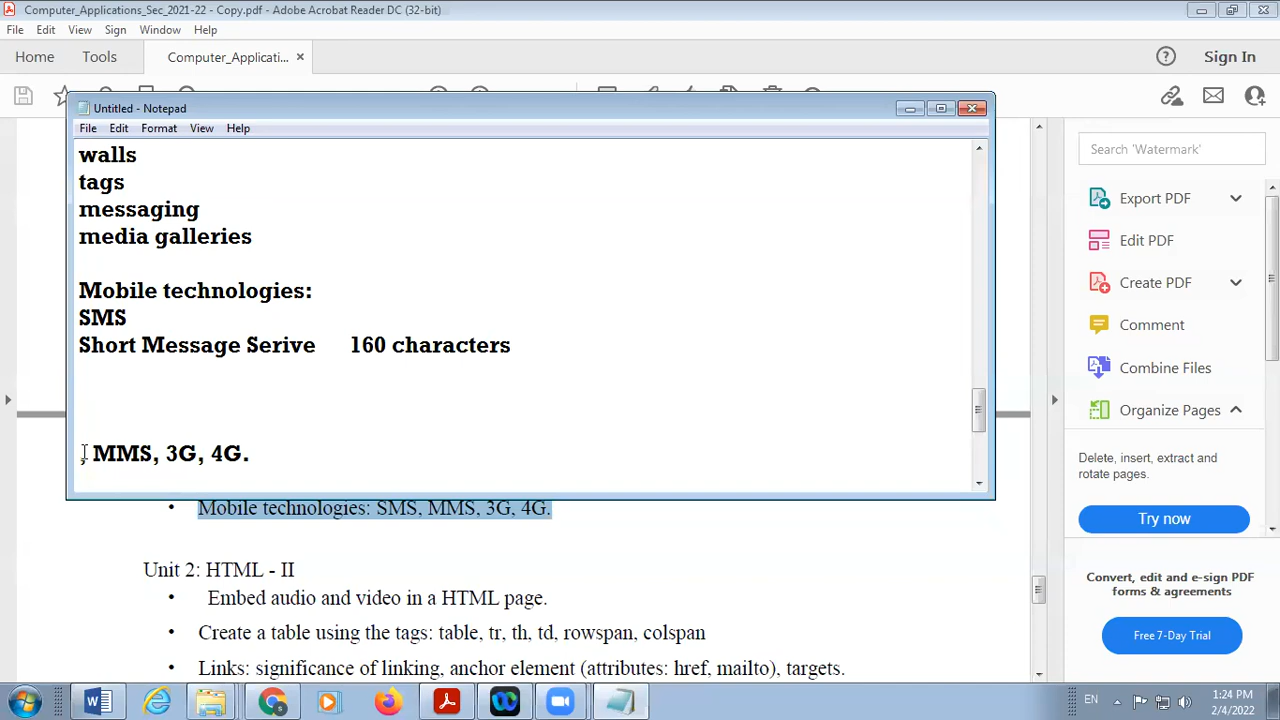 Computer_Applications_Sec_2021-22 - Copy.pdf - Adobe Acrobat Reader DC (32-bit)
File Edit View Sign Window Help
Home Tools Computer_Applicati... × Sign In
Untitled - Notepad
File Edit Format View Help
walls
tags
messaging
media galleries
Mobile technologies:
SMS
Short Message Serive 160 characters
, MMS, 3G, 4G.
Mobile technologies: SMS, MMS, 3G, 4G.
Unit 2: HTML - II
• Embed audio and video in a HTML page.
• Create a table using the tags: table, tr, th, td, rowspan, colspan
• Links: significance of linking, anchor element (attributes: href, mailto), targets.
Search 'Watermark'
Export PDF
Edit PDF
Create PDF
Comment
Combine Files
Organize Pages
Delete, insert, extract and
rotate pages.
Try now
Convert, edit and e-sign PDF
forms & agreements
Free 7-Day Trial
EN
1:24 PM
2/4/2022